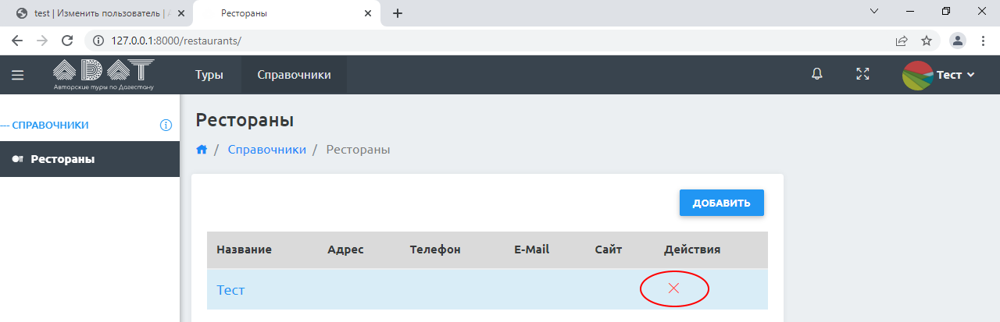 test | Изменить пользователь | А
Рестораны
127.0.0.1:8000/restaurants/
АДАТ
Авторские туры по Дагестану
Туры
Справочники
Тест
СПРАВОЧНИКИ
Рестораны
Рестораны
/ Справочники / Рестораны
ДОБАВИТЬ
Название Адрес Телефон E-Mail Сайт Действия
Тест